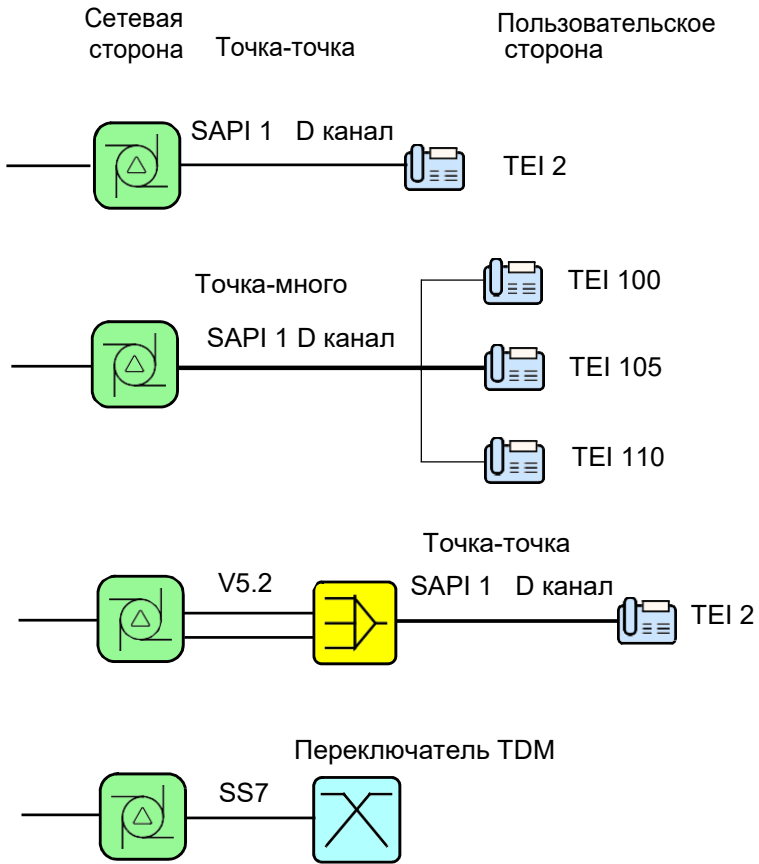 Сетевая
сторона
Точка-точка
Пользовательское
сторона
SAPI 1 D канал
TEI 2
Точка-много
SAPI 1 D канал
TEI 100
TEI 105
TEI 110
Точка-точка
V5.2
SAPI 1 D канал
TEI 2
Переключатель TDM
SS7